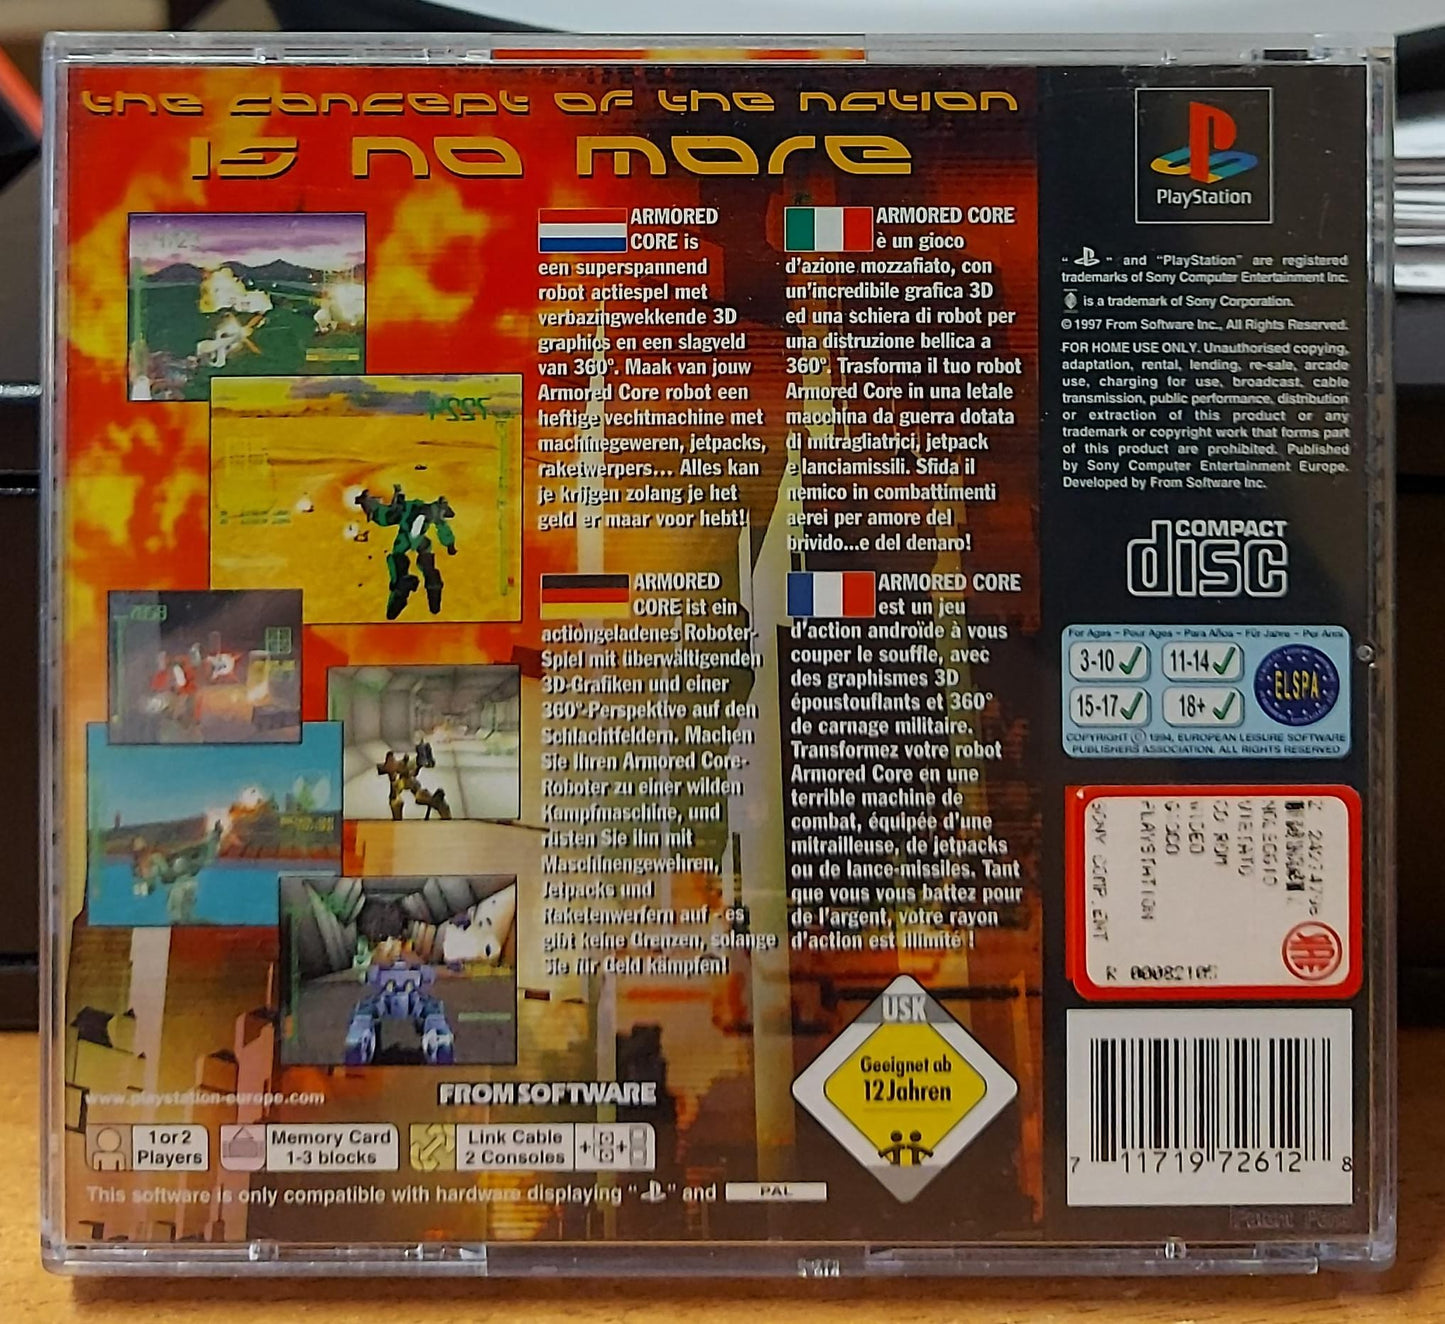 the concept of the nation
is no more
ARMORED
CORE is
een superspannend
robot actiespel met
verbazingwekkende 3D
graphics en een slagveld
van 360°. Maak van jouw
Armored Core robot een
heftige vechtmachine met
machinegeweren, jetpacks,
raketwerpers... Alles kan
je krijgen zolang je het
geld er maar voor hebt!
ARMORED CORE
è un gioco
d'azione mozzafiato, con
un'incredibile grafica 3D
ed una schiera di robot per
una distruzione bellica a
360°. Trasforma il tuo robot
Armored Core in una letale
macchina da guerra dotata
di mitragliatrici, jetpack
e lanciamissili. Sfida il
nemico in combattimenti
aerei per amore del
brivido...e del denaro!
ARMORED
CORE ist ein
actiongeladenes Roboter-
Spiel mit überwältigenden
3D-Grafiken und einer
360°-Perspektive auf den
Schlachtfeldern. Machen
Sie Ihren Armored Core-
Roboter zu einer wilden
Kampfmaschine, und
rüsten Sie ihn mit
Maschinengewehren,
Jetpacks und
Raketenwerfern auf - es
gibt keine Grenzen, solange
Sie für Geld kämpfen!
ARMORED CORE
est un jeu
d'action androïde à vous
couper le souffle, avec
des graphismes 3D
époustouflants et 360°
de carnage militaire.
Transformez votre robot
Armored Core en une
terrible machine de
combat, équipée d'une
mitrailleuse, de jetpacks
ou de lance-missiles. Tant
que vous vous battez pour
de l'argent, votre rayon
d'action est illimité !
www.playstation-europe.com
FROMSOFTWARE
USK
Geeignet ab
12 Jahren
1 or 2
Players
Memory Card
1-3 blocks
Link Cable
2 Consoles
This software is only compatible with hardware displaying " " and PAL
PlayStation
" " and "PlayStation" are registered
trademarks of Sony Computer Entertainment Inc.
is a trademark of Sony Corporation.
© 1997 From Software Inc., All Rights Reserved.
FOR HOME USE ONLY. Unauthorised copying,
adaptation, rental, lending, re-sale, arcade
use, charging for use, broadcast, cable
transmission, public performance, distribution
or extraction of this product or any
trademark or copyright work that forms part
of this product are prohibited. Published
by Sony Computer Entertainment Europe.
Developed by From Software Inc.
COMPACT
disc
For Ages - Pour Ages - Para Años - Für Jahre - Per Anni
3-10 11-14
15-17 18+
ELSPA
COPYRIGHT © 1994, EUROPEAN LEISURE SOFTWARE
PUBLISHERS ASSOCIATION, ALL RIGHTS RESERVED
NOLEGGIO
VIETATO
CD ROM
VIDEO
GIOCO
PLAYSTATION
SONY COMP.ENT
7 11719 72612 8